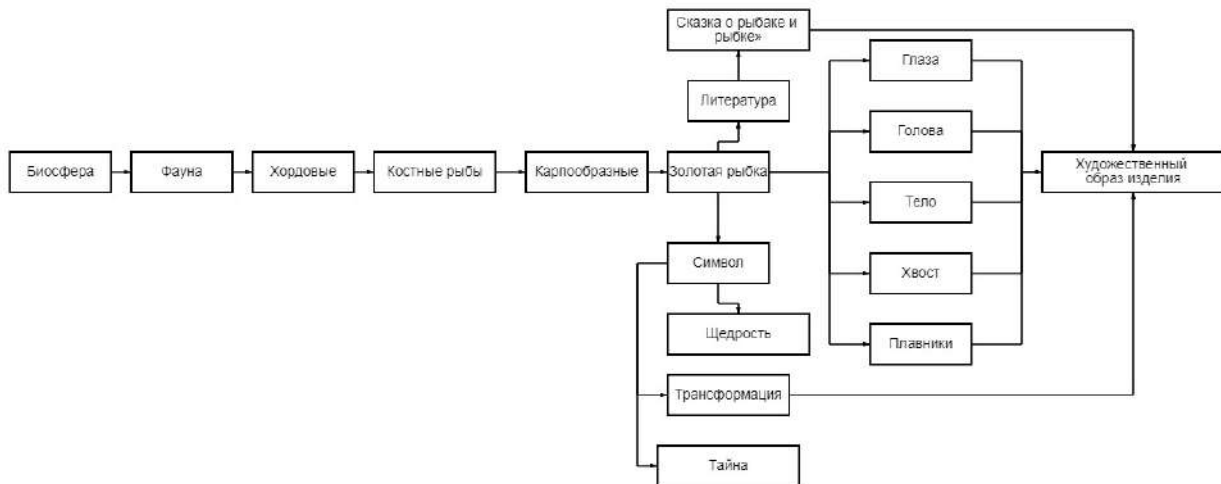 Сказка о рыбаке и
рыбке»
Глаза
Литература
Голова
Биосфера
Фауна
Хордовые
Костные рыбы
Карпообразные
Золотая рыбка
Художественный
образ изделия
Тело
Символ
Хвост
Щедрость
Плавники
Трансформация
Тайна